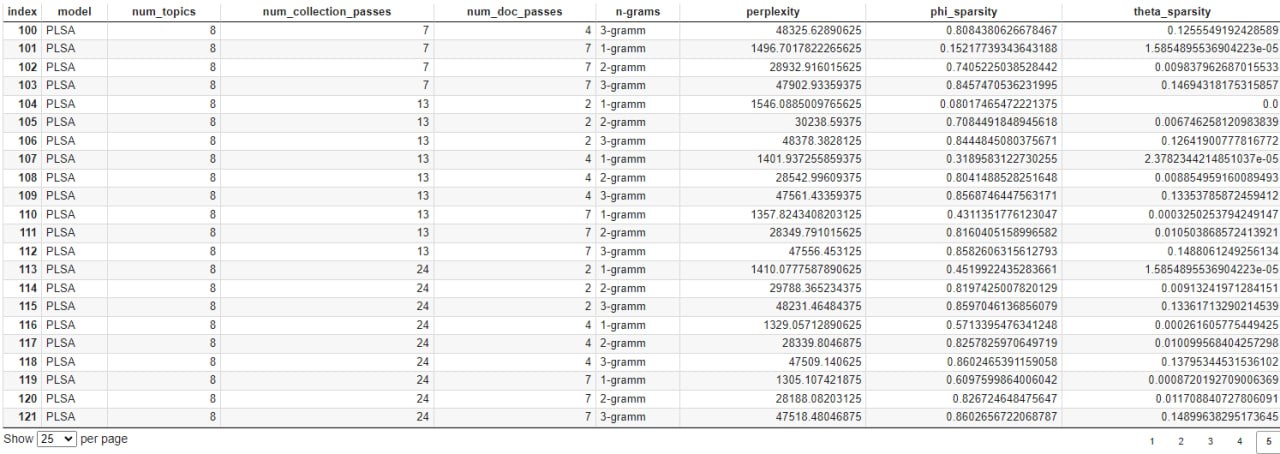 index model num_topics num_collection_passes num_doc_passes n-grams perplexity phi_sparsity theta_sparsity
100 PLSA 8 7 4 3-gramm 48325.62890625 0.8084380626678467 0.1255549192428589
101 PLSA 8 7 7 1-gramm 1496.7017822265625 0.15217739343643188 1.5854895536904223e-05
102 PLSA 8 7 7 2-gramm 28932.916015625 0.7405225038528442 0.009837962687015533
103 PLSA 8 7 7 3-gramm 47902.93359375 0.8457470536231995 0.14694318175315857
104 PLSA 8 13 2 1-gramm 1546.0885009765625 0.08017465472221375 0.0
105 PLSA 8 13 2 2-gramm 30238.59375 0.7084491848945618 0.006746258120983839
106 PLSA 8 13 2 3-gramm 48378.3828125 0.8444845080375671 0.12641900777816772
107 PLSA 8 13 4 1-gramm 1401.937255859375 0.3189583122730255 2.3782344214851037e-05
108 PLSA 8 13 4 2-gramm 28542.99609375 0.8041488528251648 0.008854959160089493
109 PLSA 8 13 4 3-gramm 47561.43359375 0.8568746447563171 0.13353785872459412
110 PLSA 8 13 7 1-gramm 1357.8243408203125 0.4311351776123047 0.0003250253794249147
111 PLSA 8 13 7 2-gramm 28349.791015625 0.8160405158996582 0.010503868572413921
112 PLSA 8 13 7 3-gramm 47556.453125 0.8582606315612793 0.1488061249256134
113 PLSA 8 24 2 1-gramm 1410.0777587890625 0.4519922435283661 1.5854895536904223e-05
114 PLSA 8 24 2 2-gramm 29788.365234375 0.8197425007820129 0.00913241971284151
115 PLSA 8 24 2 3-gramm 48231.46484375 0.8597046136856079 0.1336171329021454
116 PLSA 8 24 4 1-gramm 1329.05712890625 0.5713395476341248 0.000261605775449425
117 PLSA 8 24 4 2-gramm 28339.8046875 0.8257825970649719 0.010099568404257298
118 PLSA 8 24 4 3-gramm 47509.140625 0.8602465391159058 0.13795344531536102
119 PLSA 8 24 7 1-gramm 1305.107421875 0.6097599864006042 0.0008720192709006369
120 PLSA 8 24 7 2-gramm 28188.08203125 0.826724648475647 0.011708840727806091
121 PLSA 8 24 7 3-gramm 47518.48046875 0.8602656722068787 0.14899638295173645
Show 25 per page 1 2 3 4 5